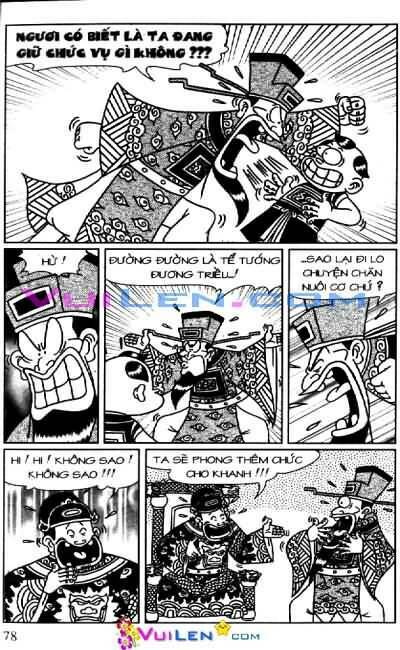 NGƯƠI CÓ BIẾT LÀ TA ĐANG
GIỮ CHỨC VỤ GÌ KHÔNG ???
HỪ !
ĐƯỜNG ĐƯỜNG LÀ TỂ TƯỚNG
ĐƯƠNG TRIỀU...!
...SAO LẠI ĐI LO
CHUYỆN CHĂN
NUÔI CƠ CHỨ ?
VUILEN.COM
HI ! HI ! KHÔNG SAO !
KHÔNG SAO !!!
TA SẼ PHONG THÊM CHỨC
CHO KHANH !!!
78
VUILEN.COM